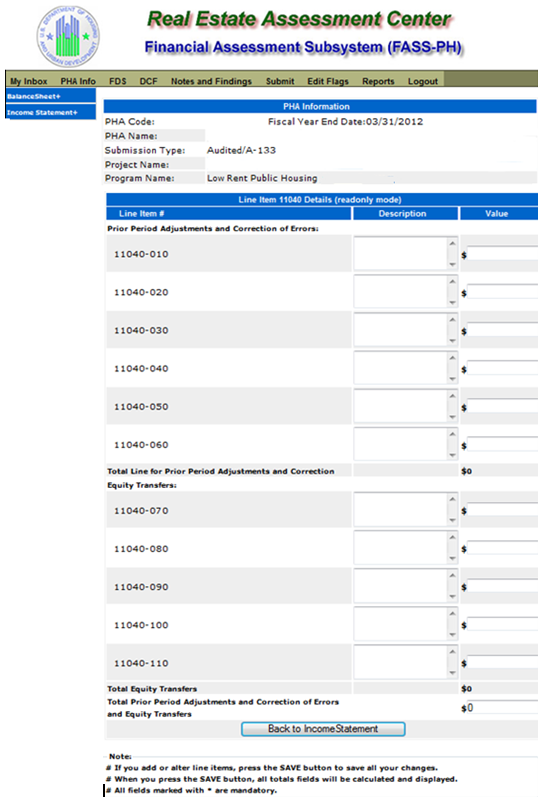 U.S. DEPARTMENT OF HOUSING AND URBAN DEVELOPMENT
Real Estate Assessment Center
Financial Assessment Subsystem (FASS-PH)
My Inbox PHA Info FDS DCF Notes and Findings Submit Edit Flags Reports Logout
BalanceSheet+
Income Statement+
PHA Information
PHA Code: Fiscal Year End Date:03/31/2012
PHA Name:
Submission Type: Audited/A-133
Project Name:
Program Name: Low Rent Public Housing
Line Item 11040 Details (readonly mode)
Line Item # Description Value
Prior Period Adjustments and Correction of Errors:
11040-010 $
11040-020 $
11040-030 $
11040-040 $
11040-050 $
11040-060 $
Total Line for Prior Period Adjustments and Correction $0
Equity Transfers:
11040-070 $
11040-080 $
11040-090 $
11040-100 $
11040-110 $
Total Equity Transfers $0
Total Prior Period Adjustments and Correction of Errors
and Equity Transfers $0
Back to IncomeStatement
Note:
# If you add or alter line items, press the SAVE button to save all your changes.
# When you press the SAVE button, all totals fields will be calculated and displayed.
# All fields marked with * are mandatory.